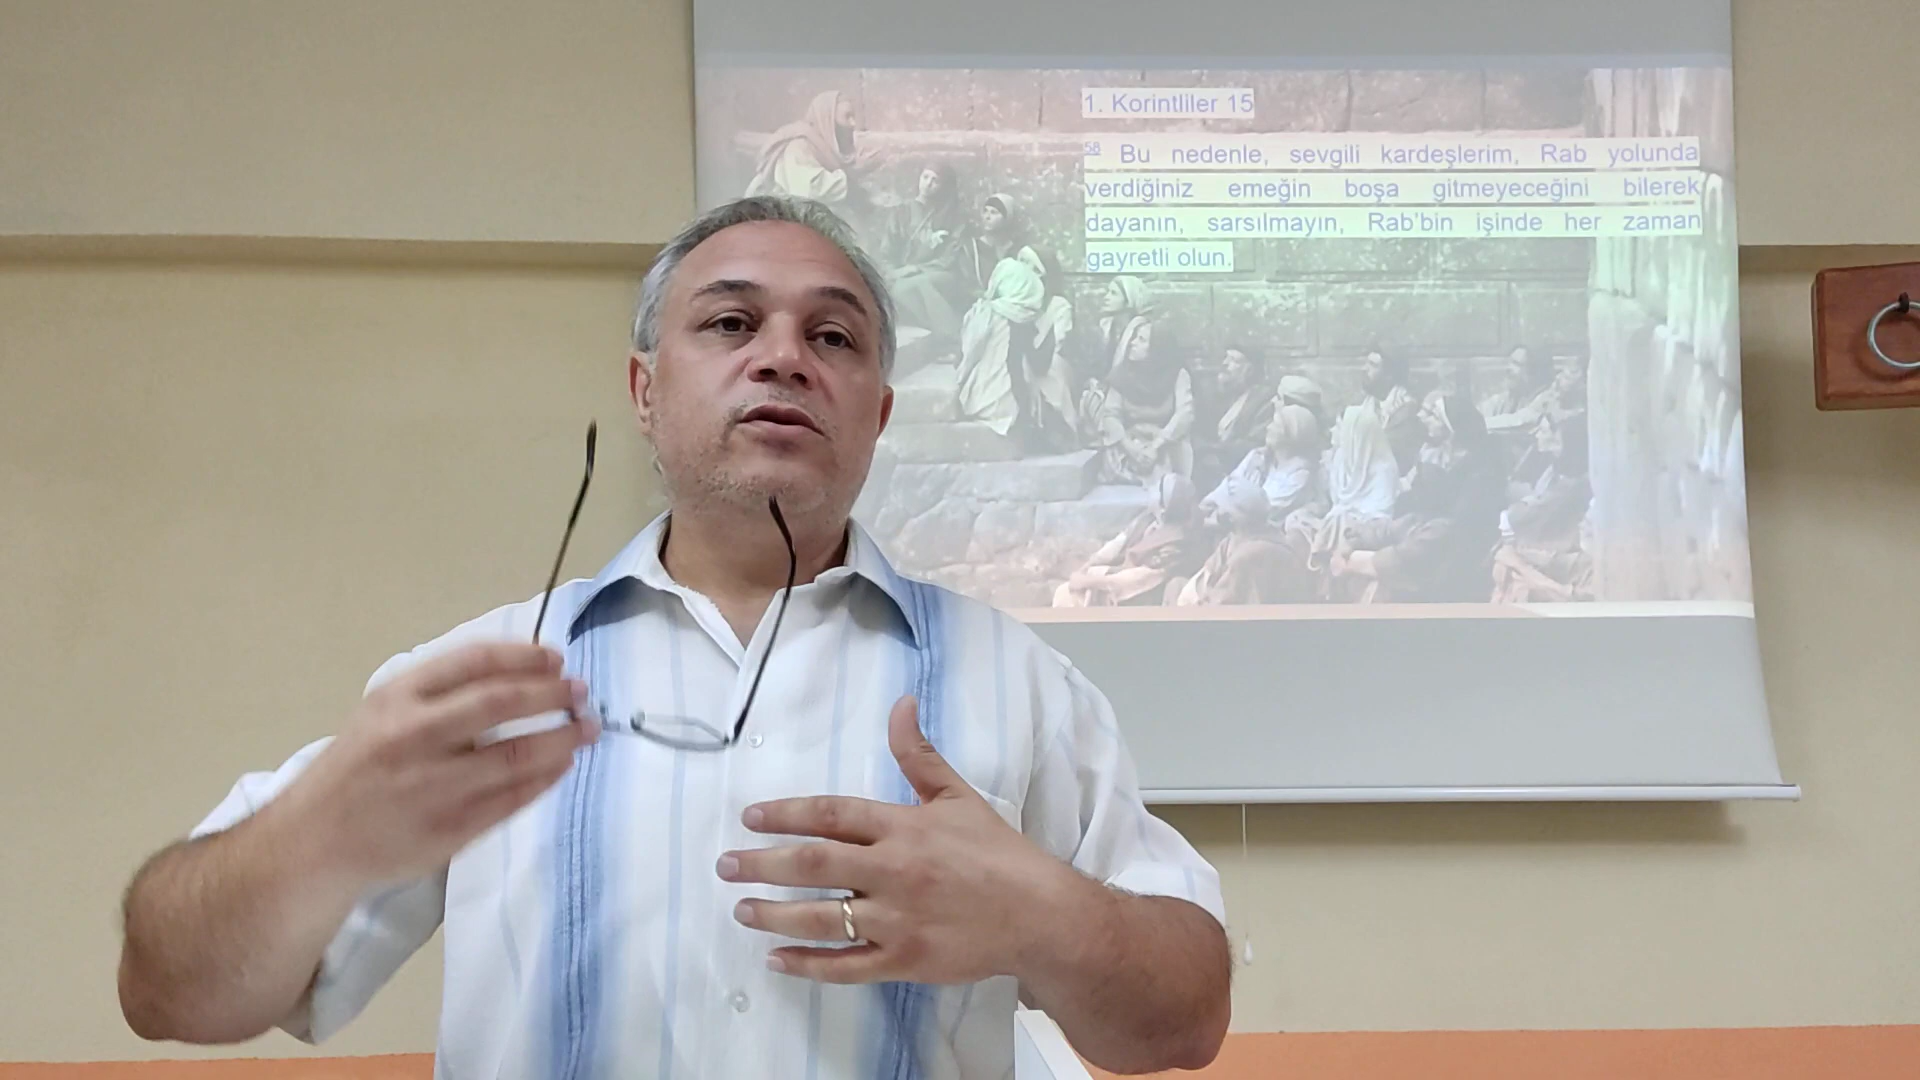 1. Korintliler 15
58 Bu nedenle, sevgili kardeşlerim, Rab yolunda
verdiğiniz emeğin boşa gitmeyeceğini bilerek
dayanın, sarsılmayın, Rab'bin işinde her zaman
gayretli olun.